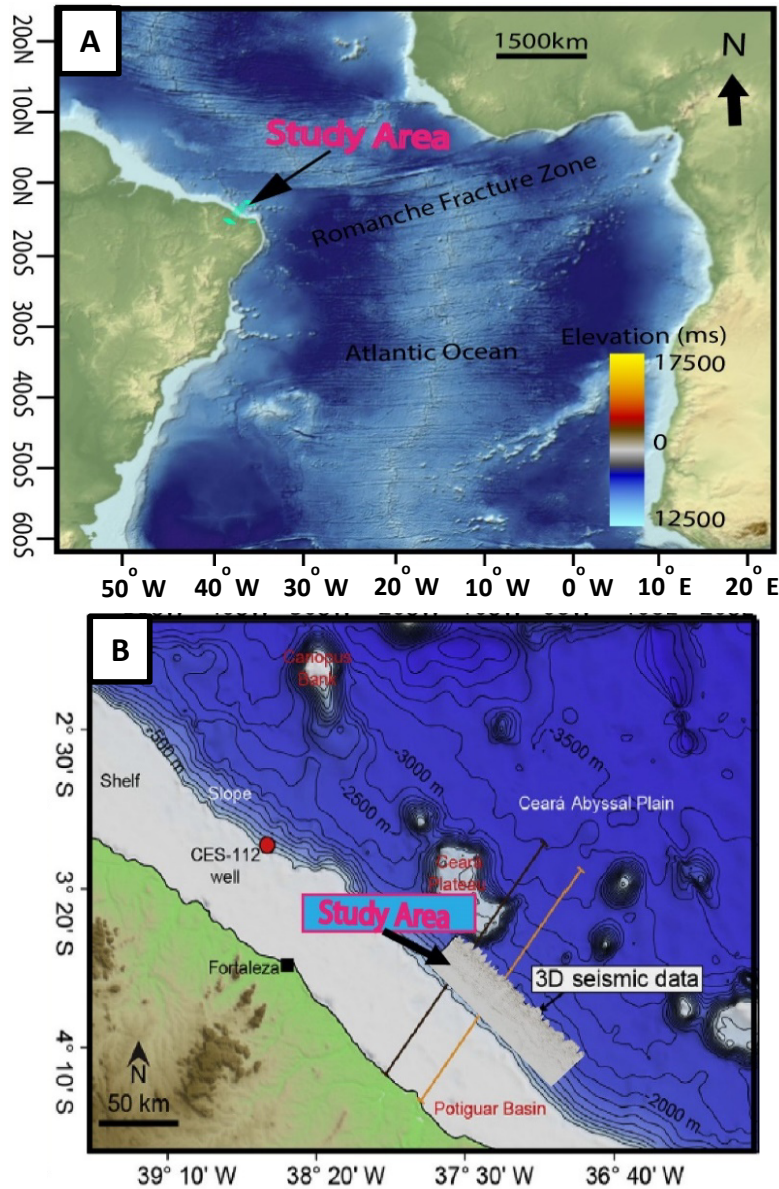 A
1500km
N
Study Area
Romanche Fracture Zone
Atlantic Ocean
Elevation (ms)
17500
0
12500
20oN
10oN
0oN
20oS
30oS
40oS
50oS
60oS
50° W
40° W
30° W
20° W
10° W
0° W
10° E
20° E
B
Canopus
Bank
-500 m
-3500 m
Shelf
Slope
-3000 m
-2500 m
Ceará Abyssal Plain
CES-112
well
Ceará
Plateau
Study Area
Fortaleza
3D seismic data
N
50 km
Potiguar Basin
-2000 m
2° 30' S
3° 20' S
4° 10' S
39° 10' W
38° 20' W
37° 30' W
36° 40' W